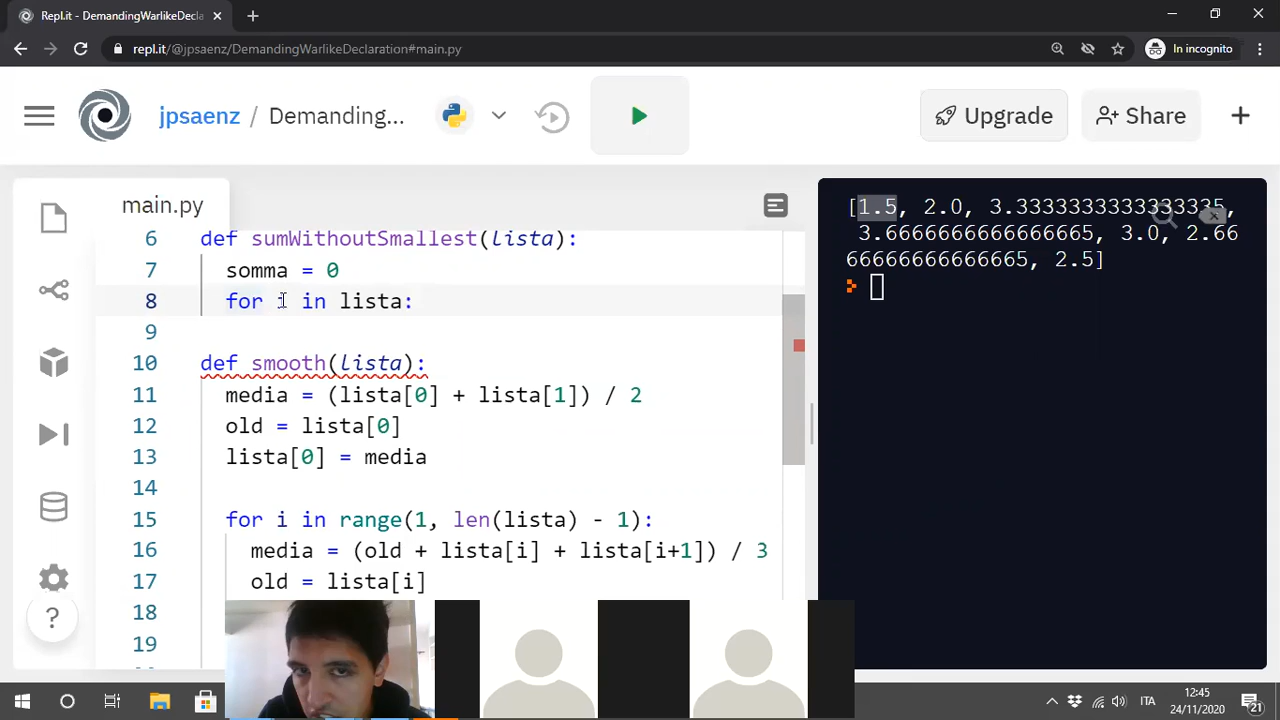 Repl.it - DemandingWarlikeDecla
repl.it/@jpsaenz/DemandingWarlikeDeclaration#main.py
In incognito
jpsaenz / Demanding...
Upgrade
Share
main.py
6 def sumWithoutSmallest(lista):
7 somma = 0
8 for i in lista:
9
10 def smooth(lista):
11 media = (lista[0] + lista[1]) / 2
12 old = lista[0]
13 lista[0] = media
14
15 for i in range(1, len(lista) - 1):
16 media = (old + lista[i] + lista[i+1]) / 3
17 old = lista[i]
18
19
[1.5, 2.0, 3.3333333333333335,
3.6666666666666665, 3.0, 2.66
66666666666665, 2.5]
?
ITA
12:45
24/11/2020
21